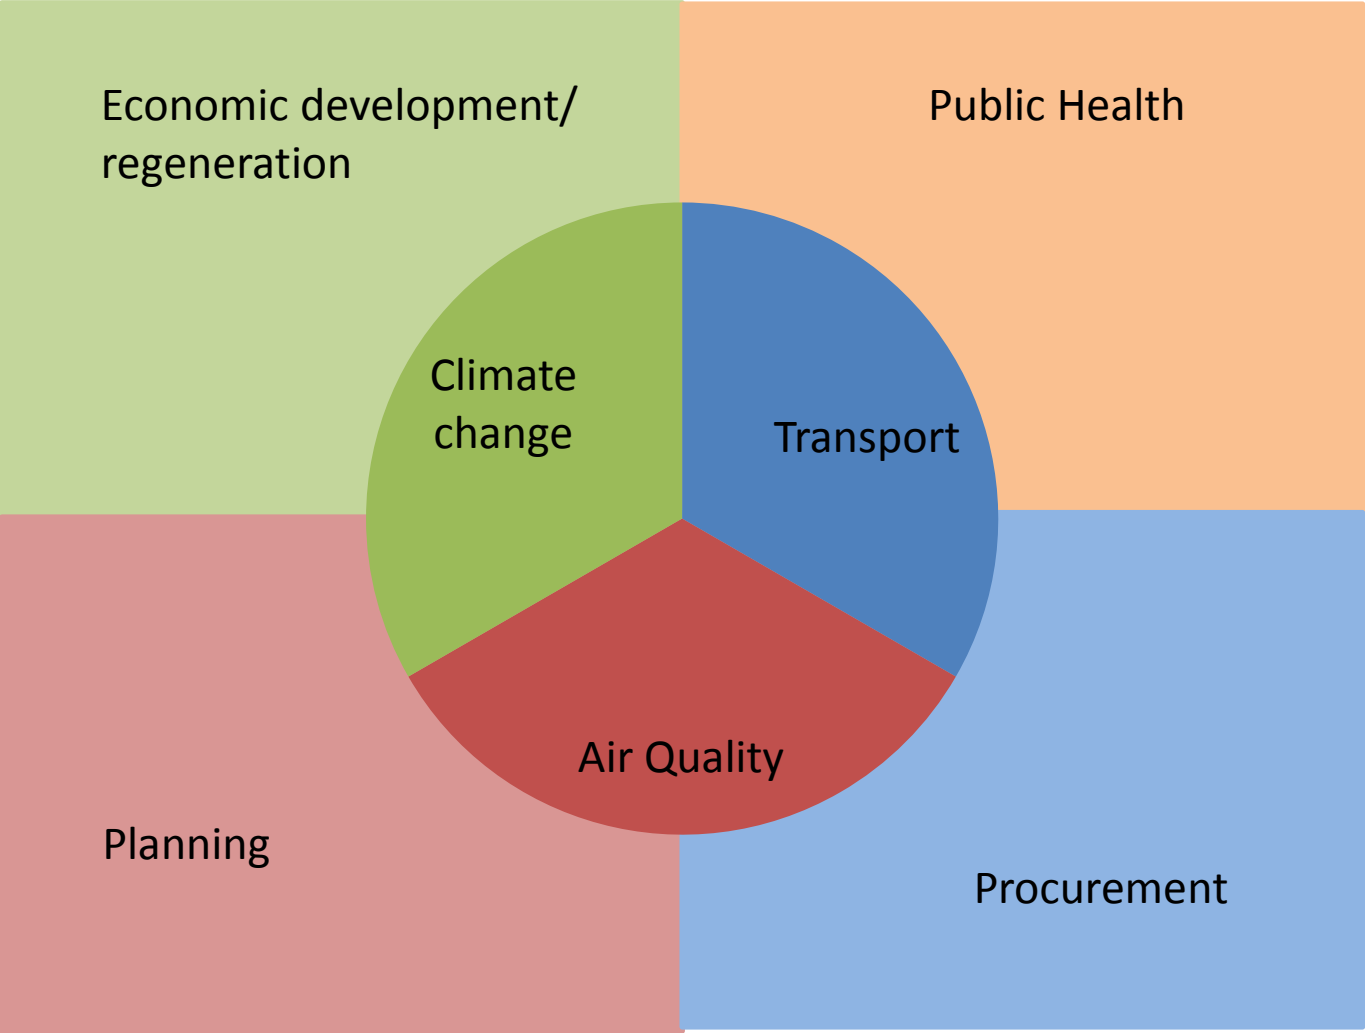 Economic development/
regeneration
Public Health
Climate
change
Transport
Air Quality
Planning
Procurement